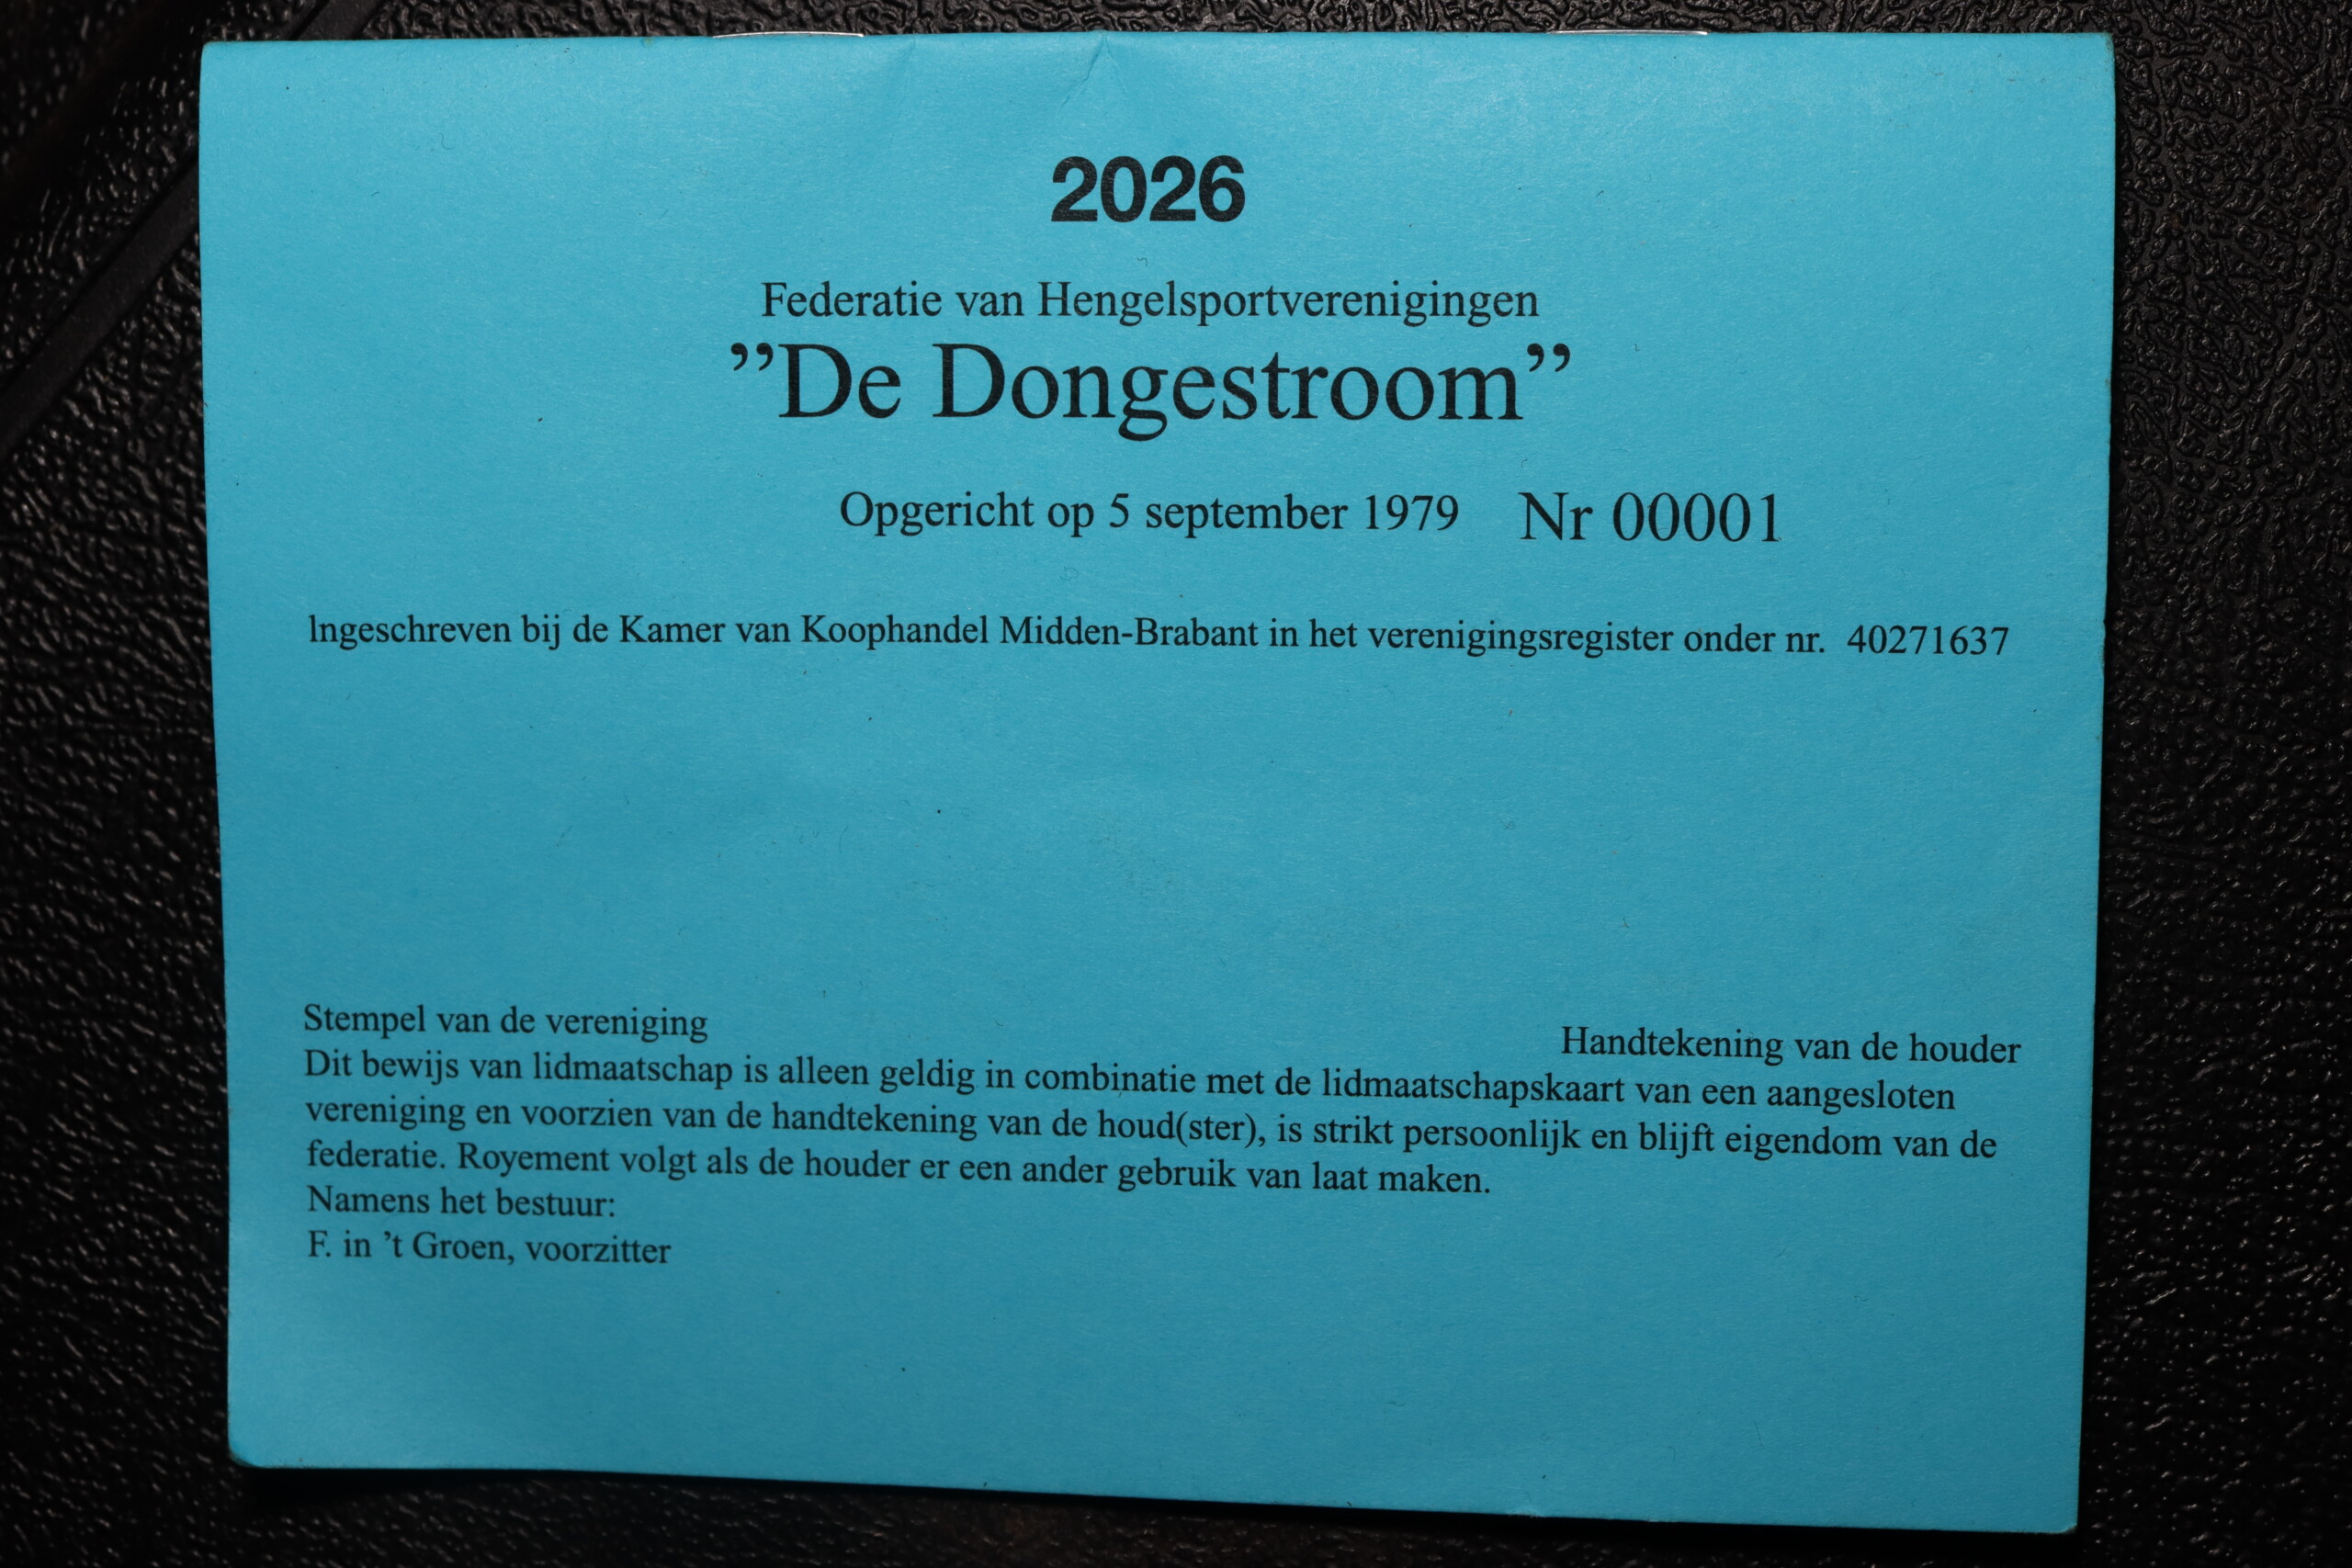 2026
Federatie van Hengelsportverenigingen
”De Dongestroom”
Opgericht op 5 september 1979 Nr 00001
Ingeschreven bij de Kamer van Koophandel Midden-Brabant in het verenigingsregister onder nr. 40271637
Stempel van de vereniging Handtekening van de houder
Dit bewijs van lidmaatschap is alleen geldig in combinatie met de lidmaatschapskaart van een aangesloten
vereniging en voorzien van de handtekening van de houd(ster), is strikt persoonlijk en blijft eigendom van de
federatie. Royement volgt als de houder er een ander gebruik van laat maken.
Namens het bestuur:
F. in ’t Groen, voorzitter